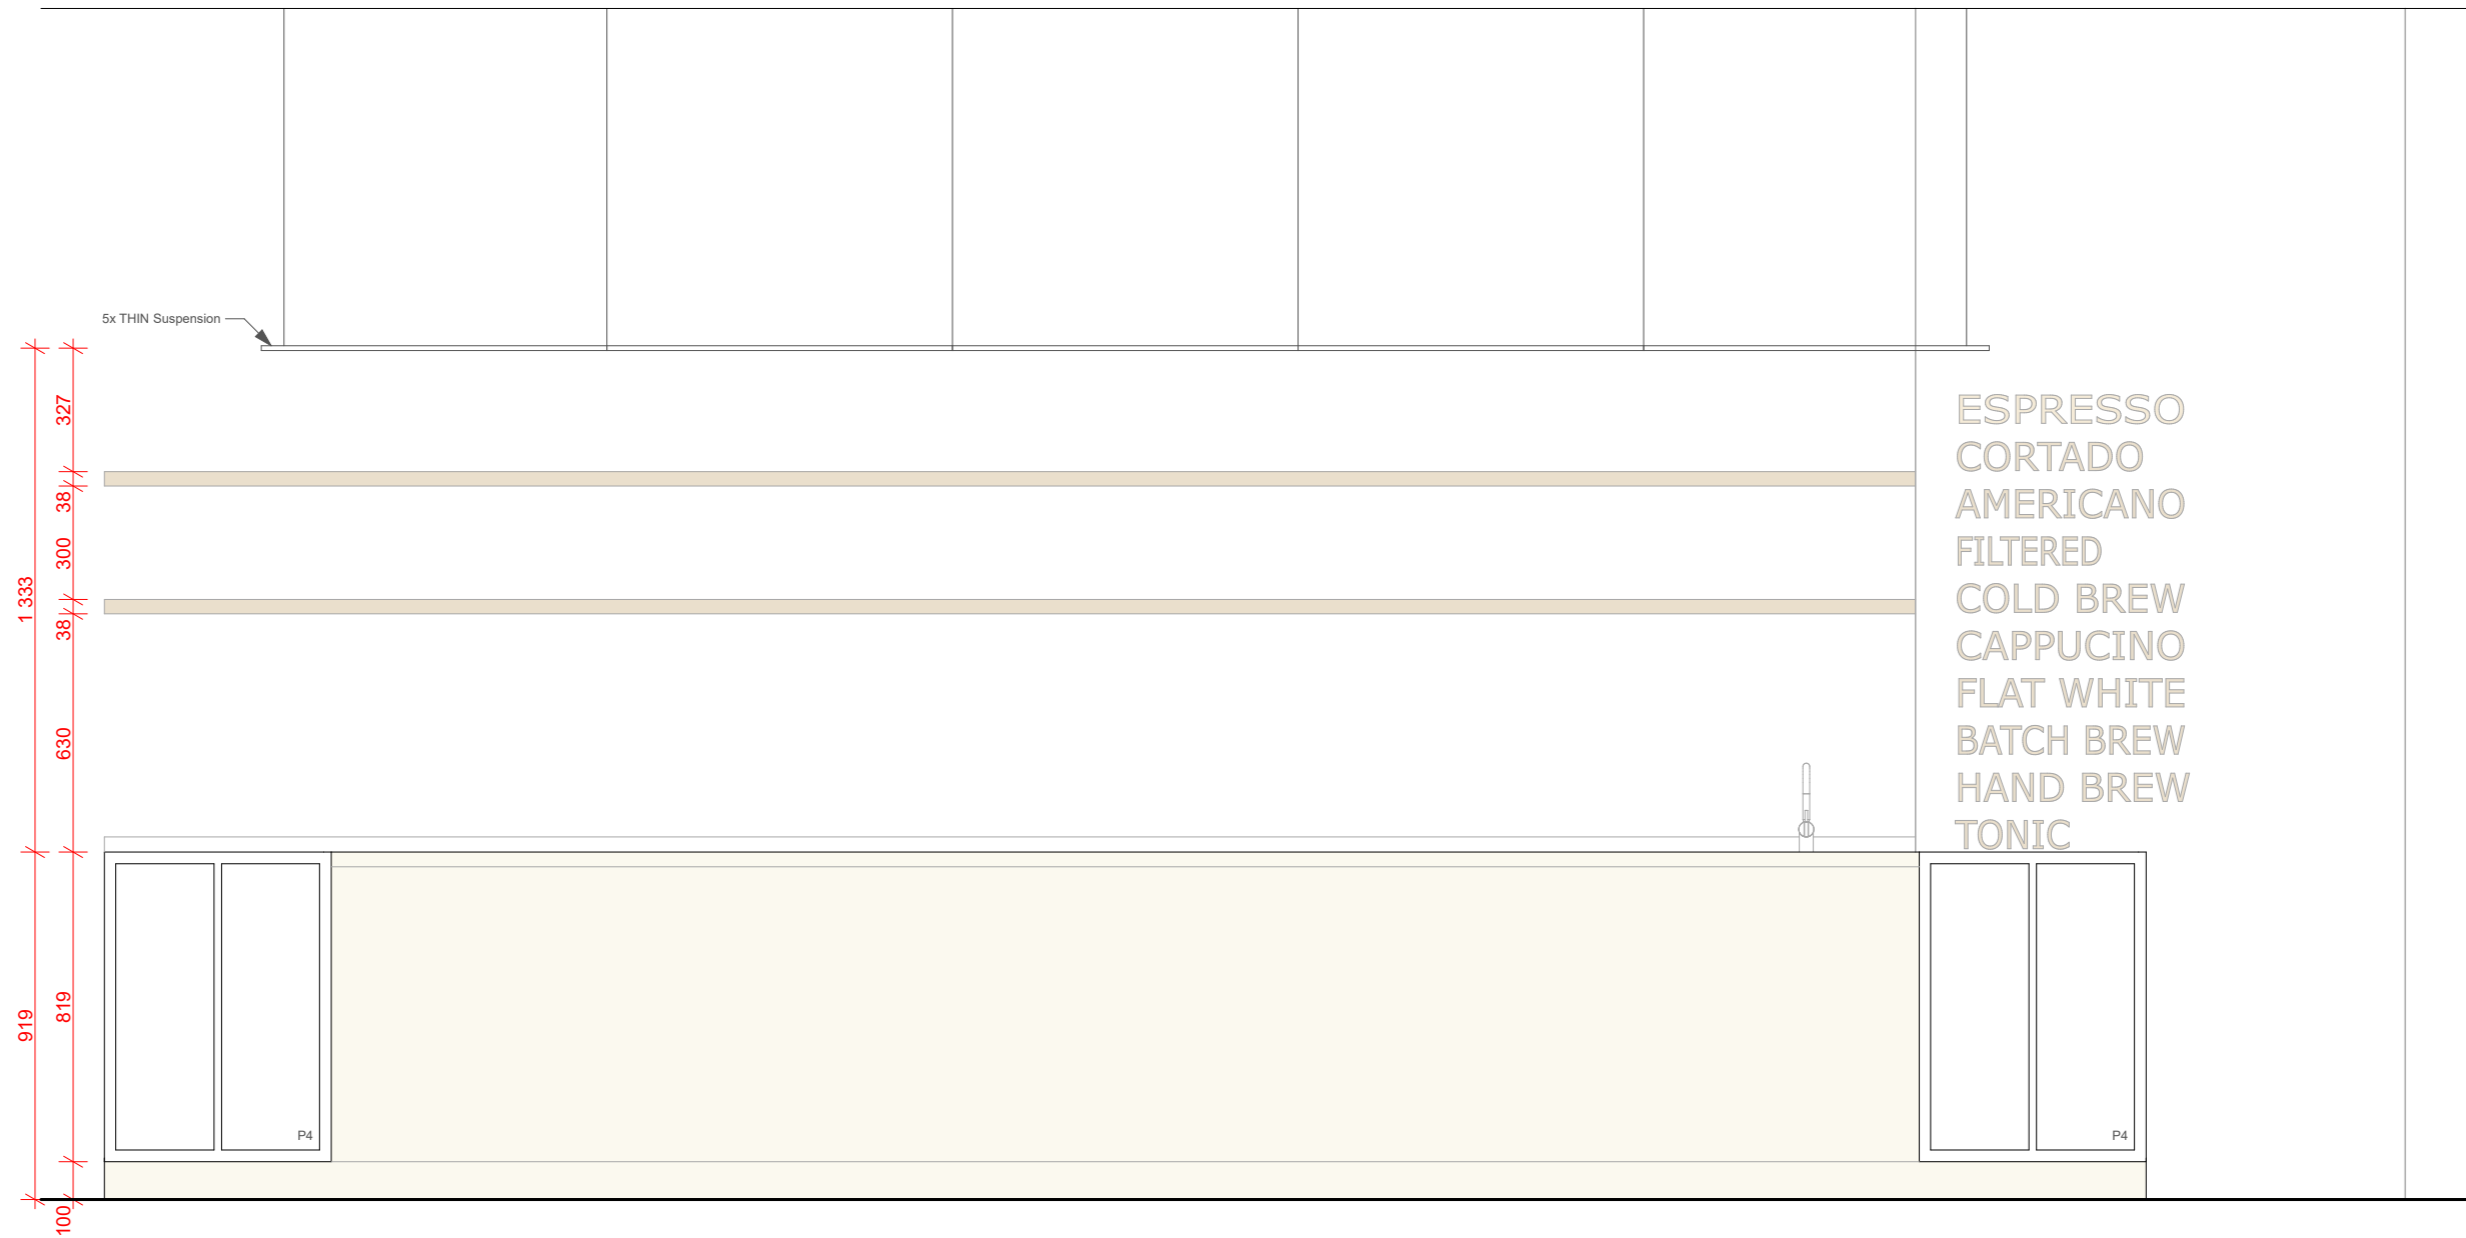 5x THIN Suspension
327
38
300
38
630
819
100
1 333
919
ESPRESSO
CORTADO
AMERICANO
FILTERED
COLD BREW
CAPPUCINO
FLAT WHITE
BATCH BREW
HAND BREW
TONIC
P4
P4